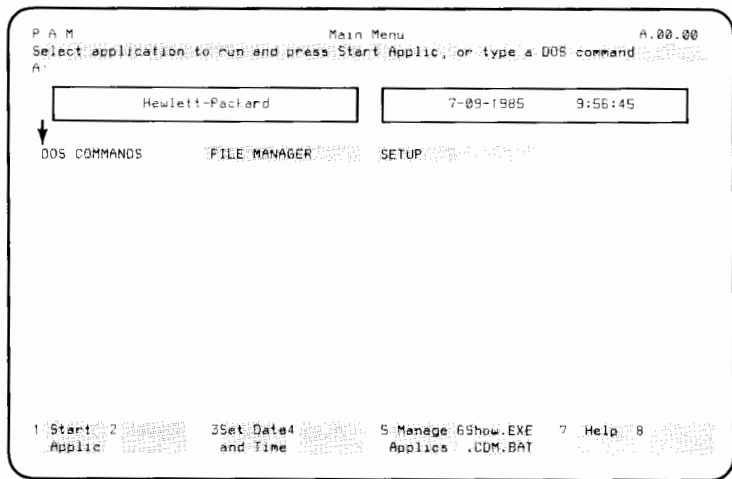 P A M Main Menu A.00.00
Select application to run and press Start Applic, or type a DOS command
A:
Hewlett-Packard 7-09-1985 9:56:45
DOS COMMANDS FILE MANAGER SETUP
1 Start 2 3Set Date4 5 Manage 6Show.EXE 7 Help 8
Applic and Time Applics .COM.BAT